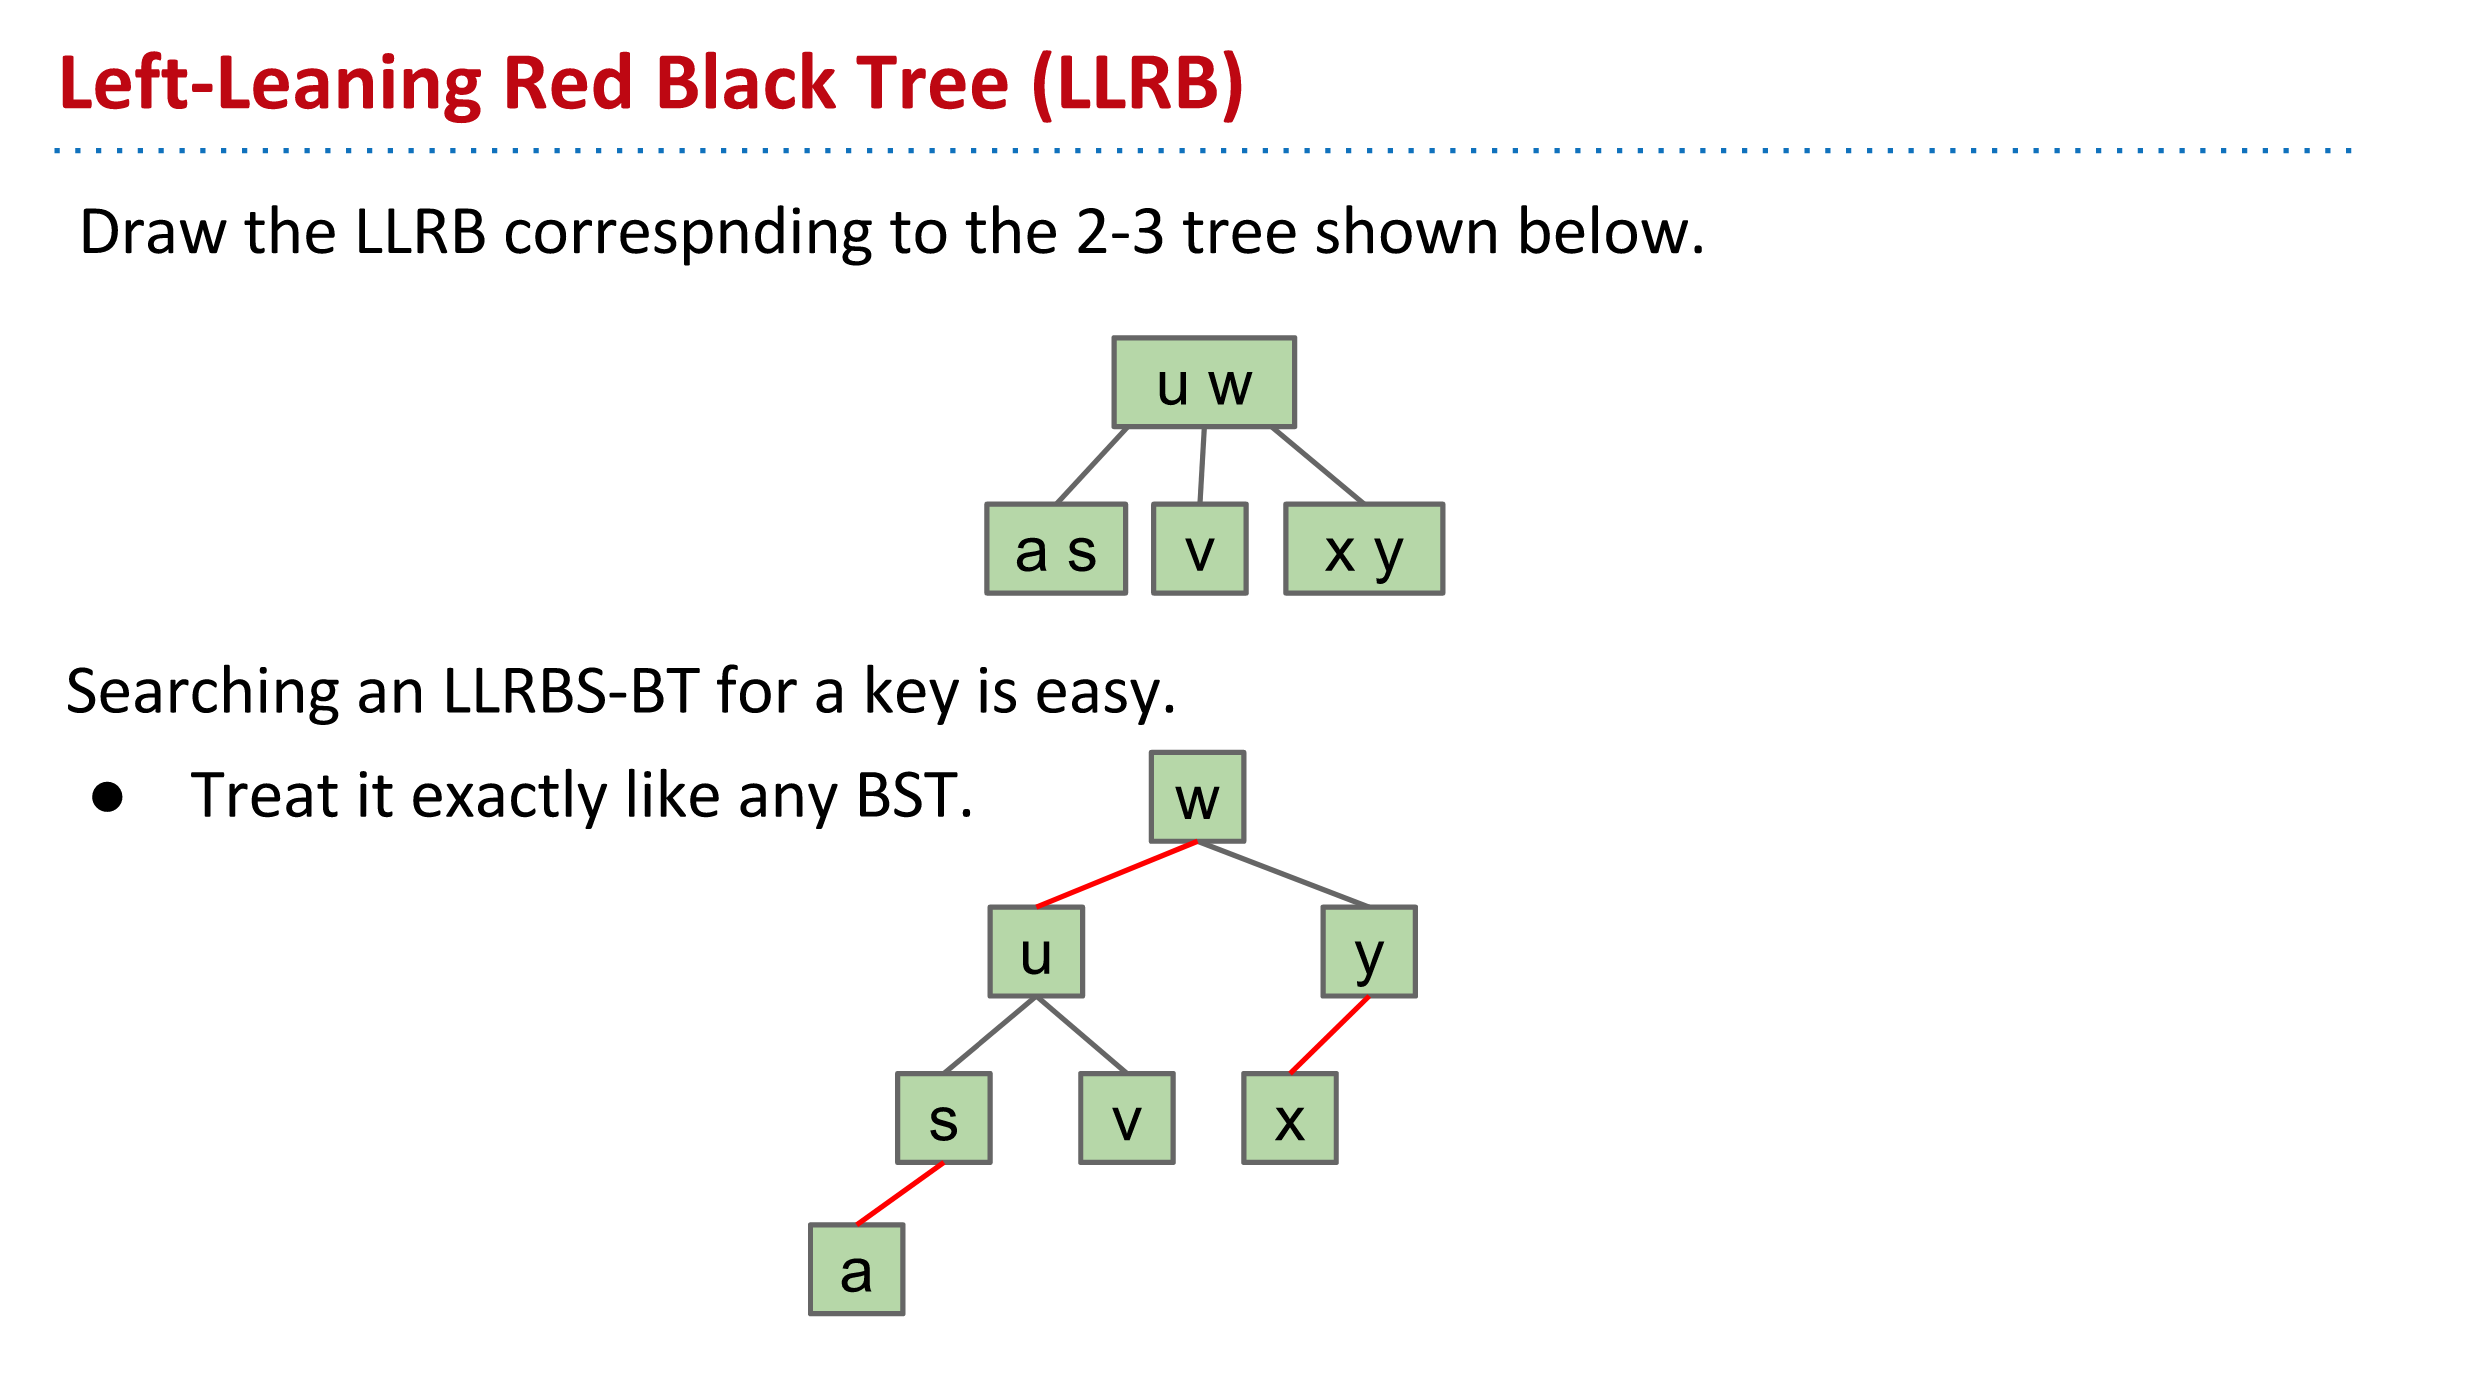 Left-Leaning Red Black Tree (LLRB)
Draw the LLRB correspnding to the 2-3 tree shown below.
u w
a s
v
x y
Searching an LLRBS-BT for a key is easy.
● Treat it exactly like any BST.
w
u
y
s
v
x
a